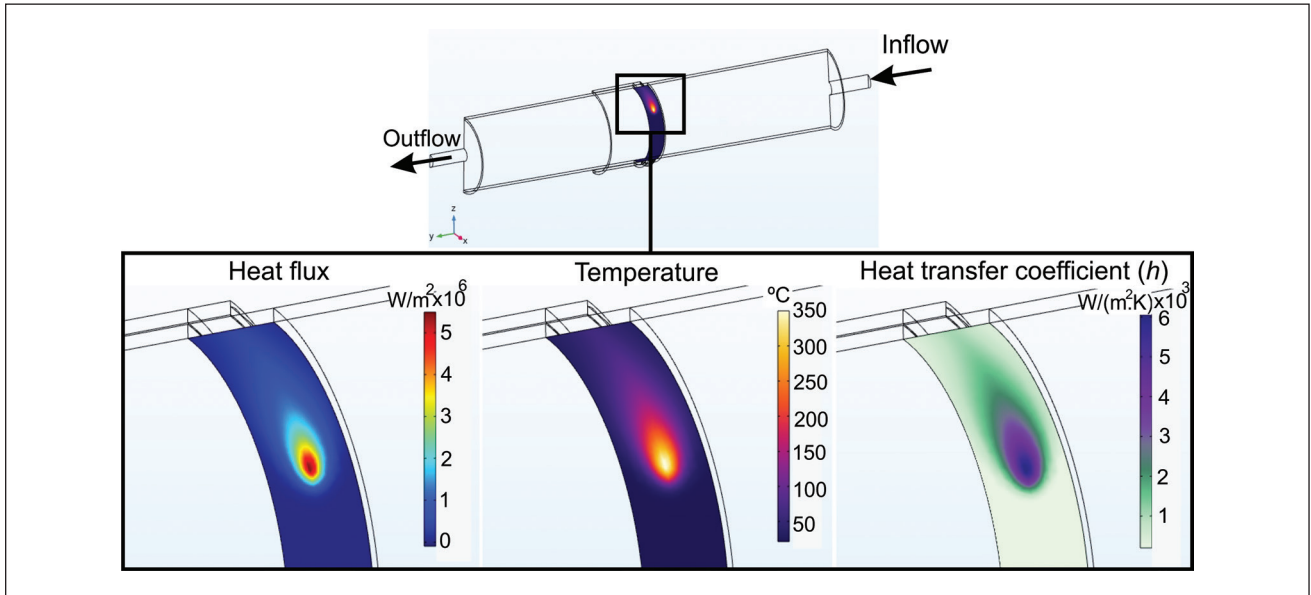 Inflow
Outflow
z
y
x
Heat flux
W/m²x10⁶
5
4
3
2
1
0
Temperature
ºC
350
300
250
200
150
100
50
Heat transfer coefficient (h)
W/(m²K)x10³
6
5
4
3
2
1